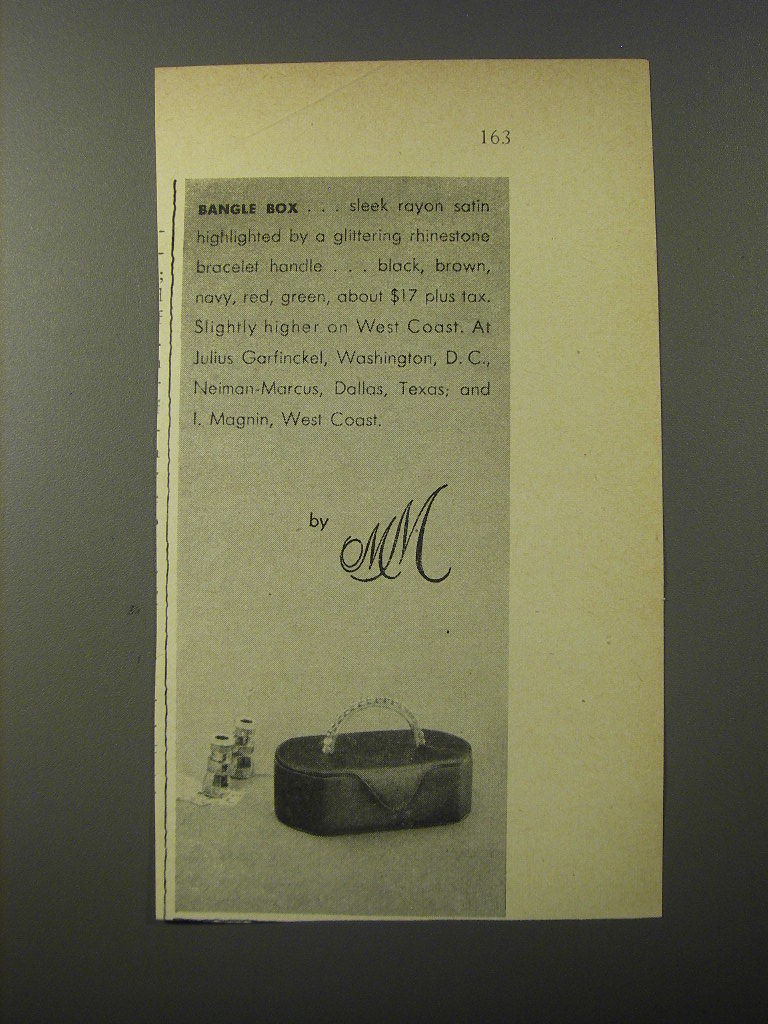 163
BANGLE BOX . . . sleek rayon satin
highlighted by a glittering rhinestone
bracelet handle . . . black, brown,
navy, red, green, about $17 plus tax.
Slightly higher on West Coast. At
Julius Garfinckel, Washington, D. C.,
Neiman-Marcus, Dallas, Texas; and
I. Magnin, West Coast.
by MM